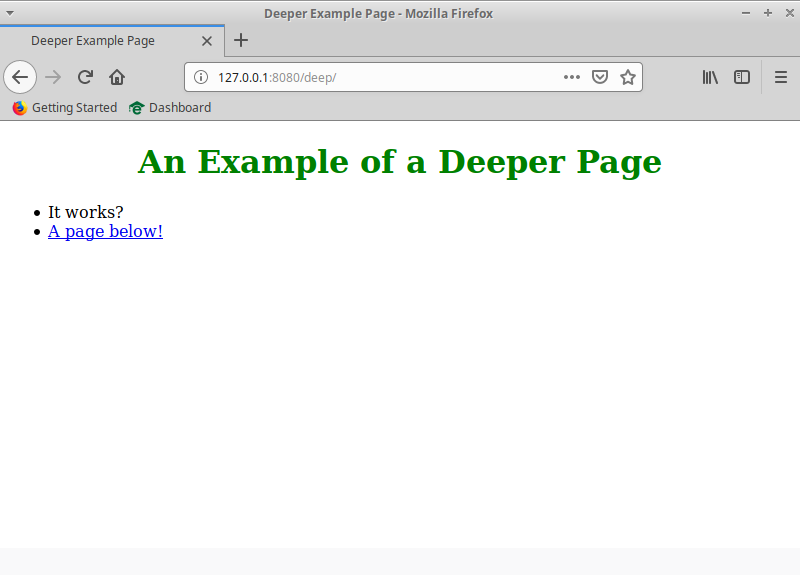 Deeper Example Page - Mozilla Firefox
Deeper Example Page
127.0.0.1:8080/deep/
Getting Started Dashboard
An Example of a Deeper Page
It works?
A page below!